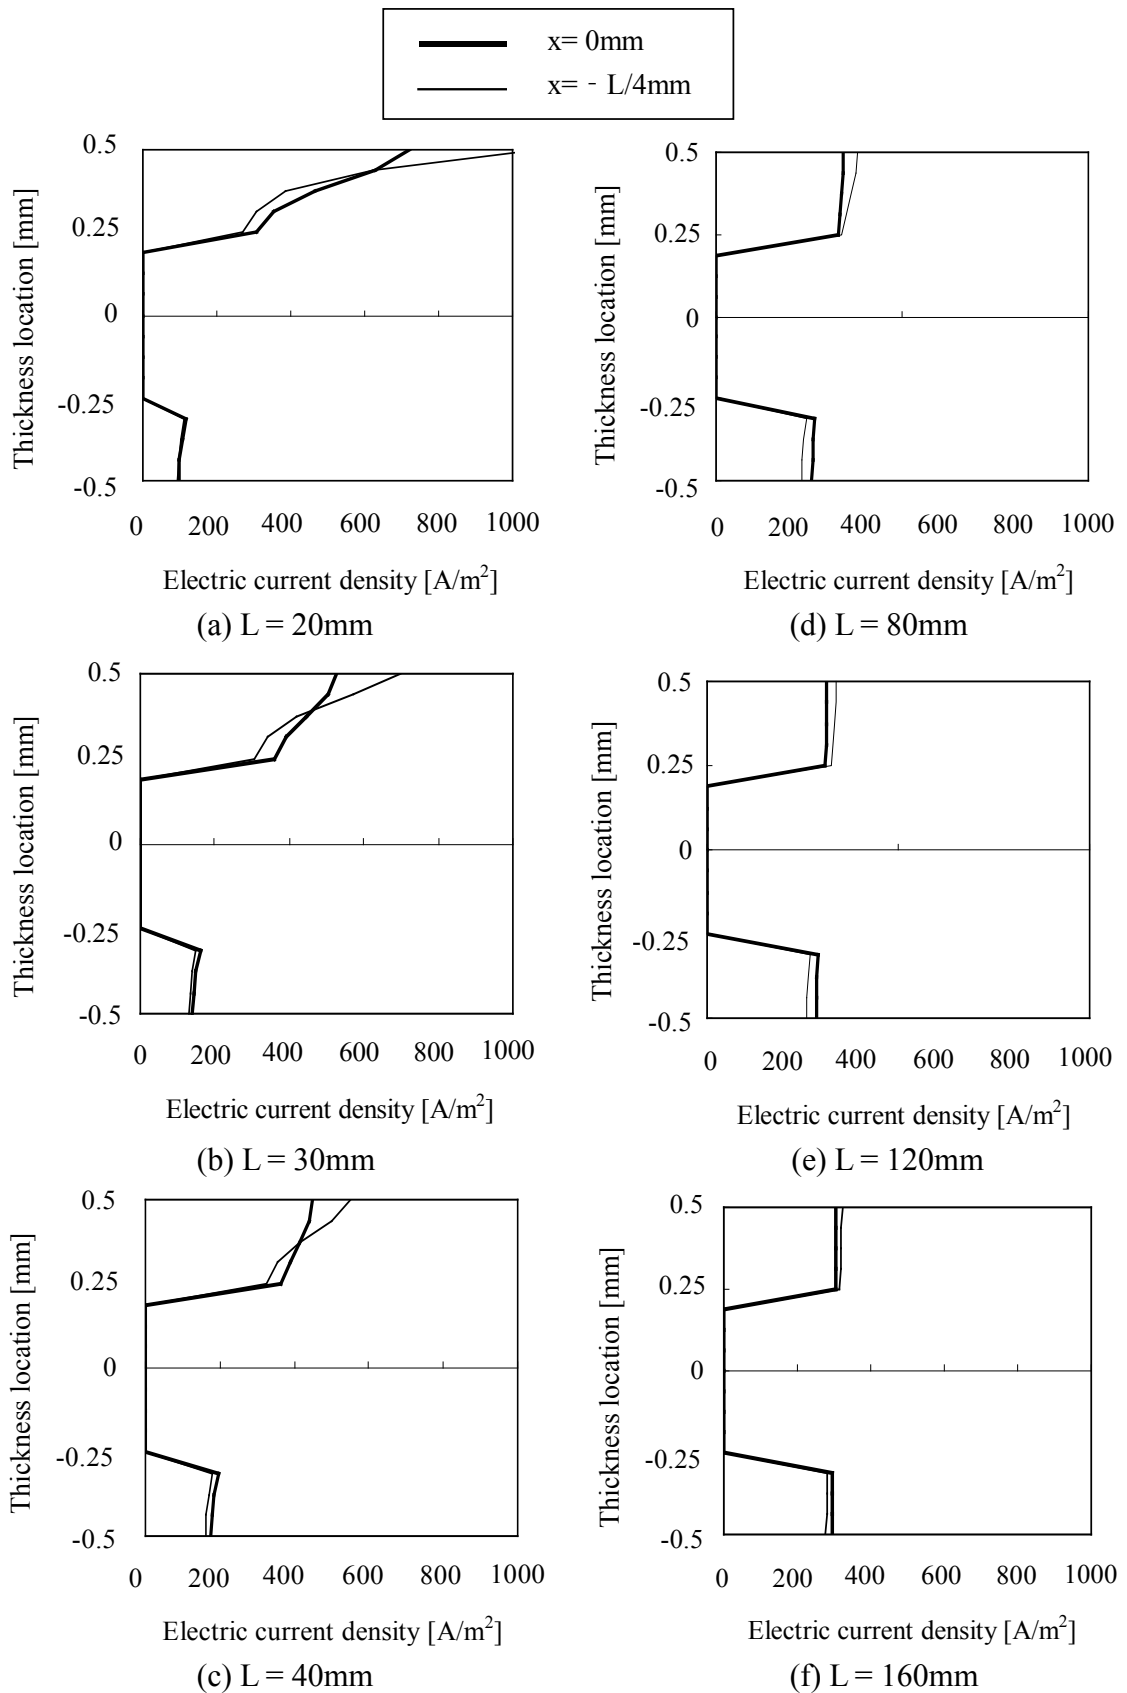 x= 0mm
x= - L/4mm
Thickness location [mm]
0.5
0.25
0
-0.25
-0.5
0 200 400 600 800 1000
Electric current density [A/m²]
(a) L = 20mm
Thickness location [mm]
0.5
0.25
0
-0.25
-0.5
0 200 400 600 800 1000
Electric current density [A/m²]
(d) L = 80mm
Thickness location [mm]
0.5
0.25
0
-0.25
-0.5
0 200 400 600 800 1000
Electric current density [A/m²]
(b) L = 30mm
Thickness location [mm]
0.5
0.25
0
-0.25
-0.5
0 200 400 600 800 1000
Electric current density [A/m²]
(e) L = 120mm
Thickness location [mm]
0.5
0.25
0
-0.25
-0.5
0 200 400 600 800 1000
Electric current density [A/m²]
(c) L = 40mm
Thickness location [mm]
0.5
0.25
0
-0.25
-0.5
0 200 400 600 800 1000
Electric current density [A/m²]
(f) L = 160mm